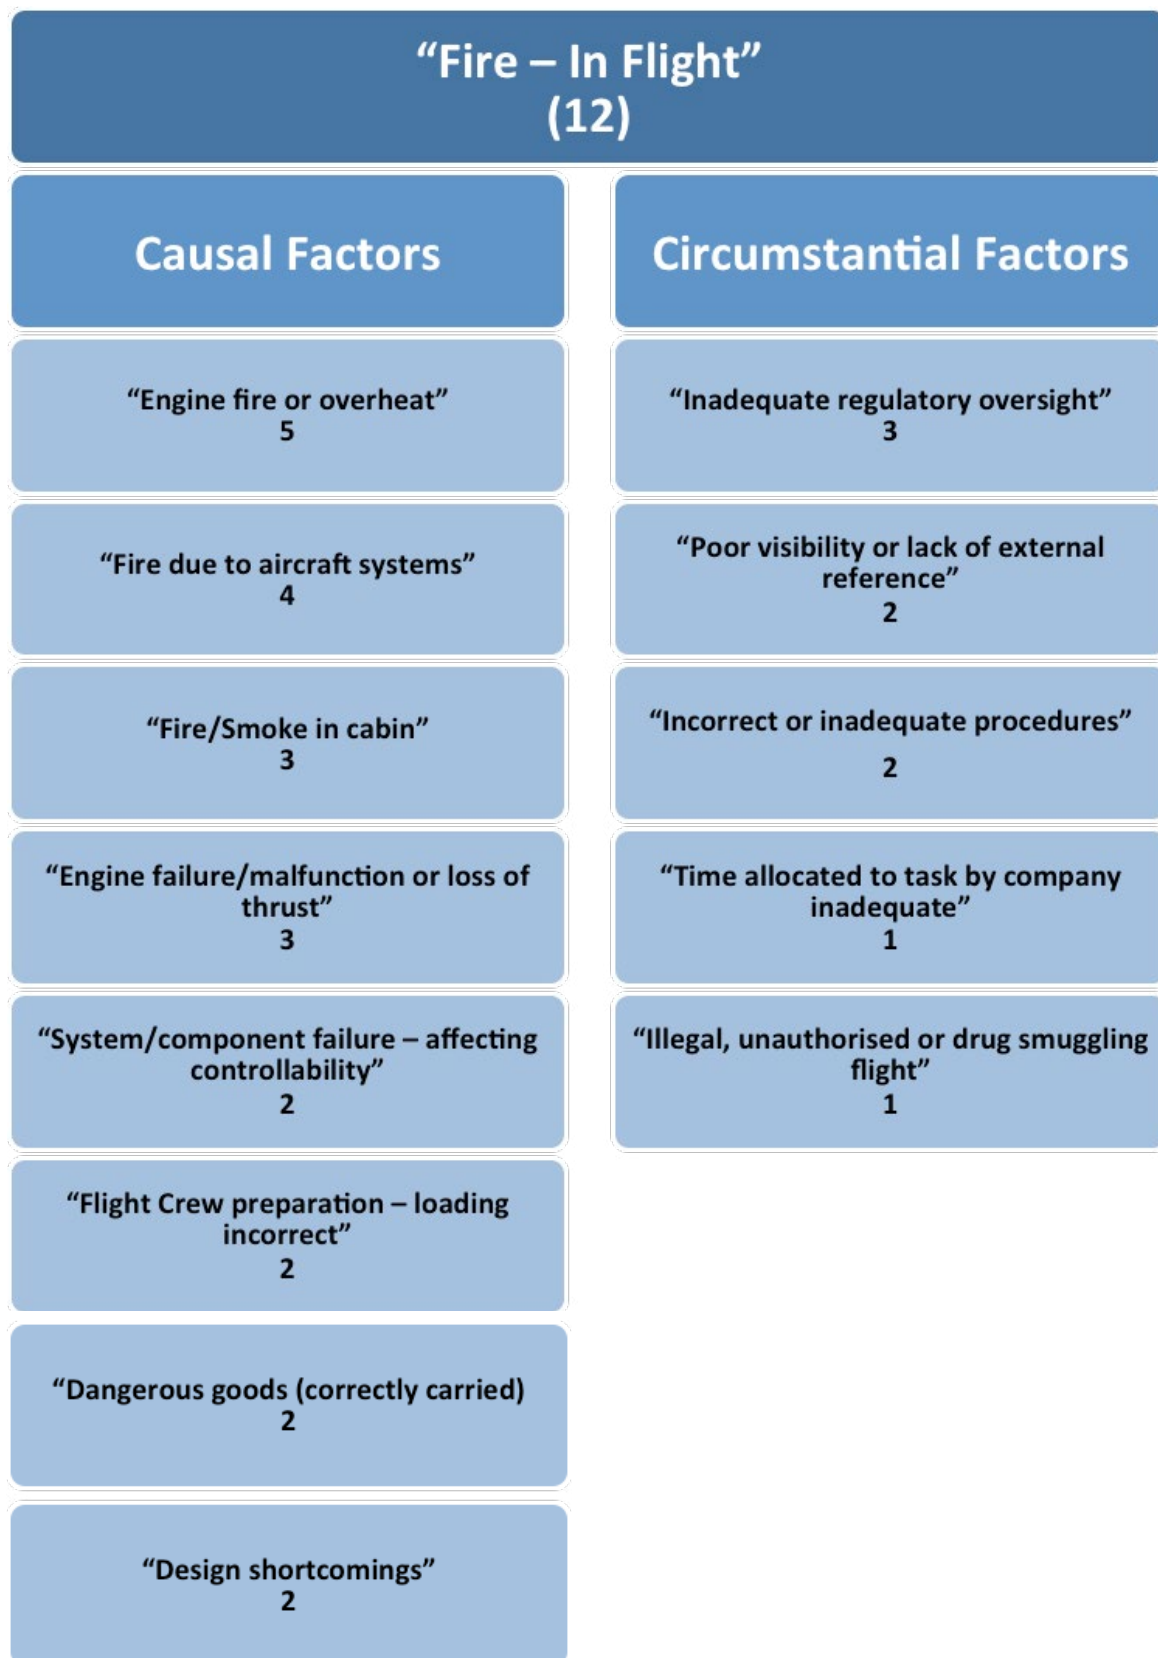 “Fire – In Flight”
(12)
Causal Factors
“Engine fire or overheat”
5
“Fire due to aircraft systems”
4
“Fire/Smoke in cabin”
3
“Engine failure/malfunction or loss of
thrust”
3
“System/component failure – affecting
controllability”
2
“Flight Crew preparation – loading
incorrect”
2
“Dangerous goods (correctly carried)
2
“Design shortcomings”
2
Circumstantial Factors
“Inadequate regulatory oversight”
3
“Poor visibility or lack of external
reference”
2
“Incorrect or inadequate procedures”
2
“Time allocated to task by company
inadequate”
1
“Illegal, unauthorised or drug smuggling
flight”
1